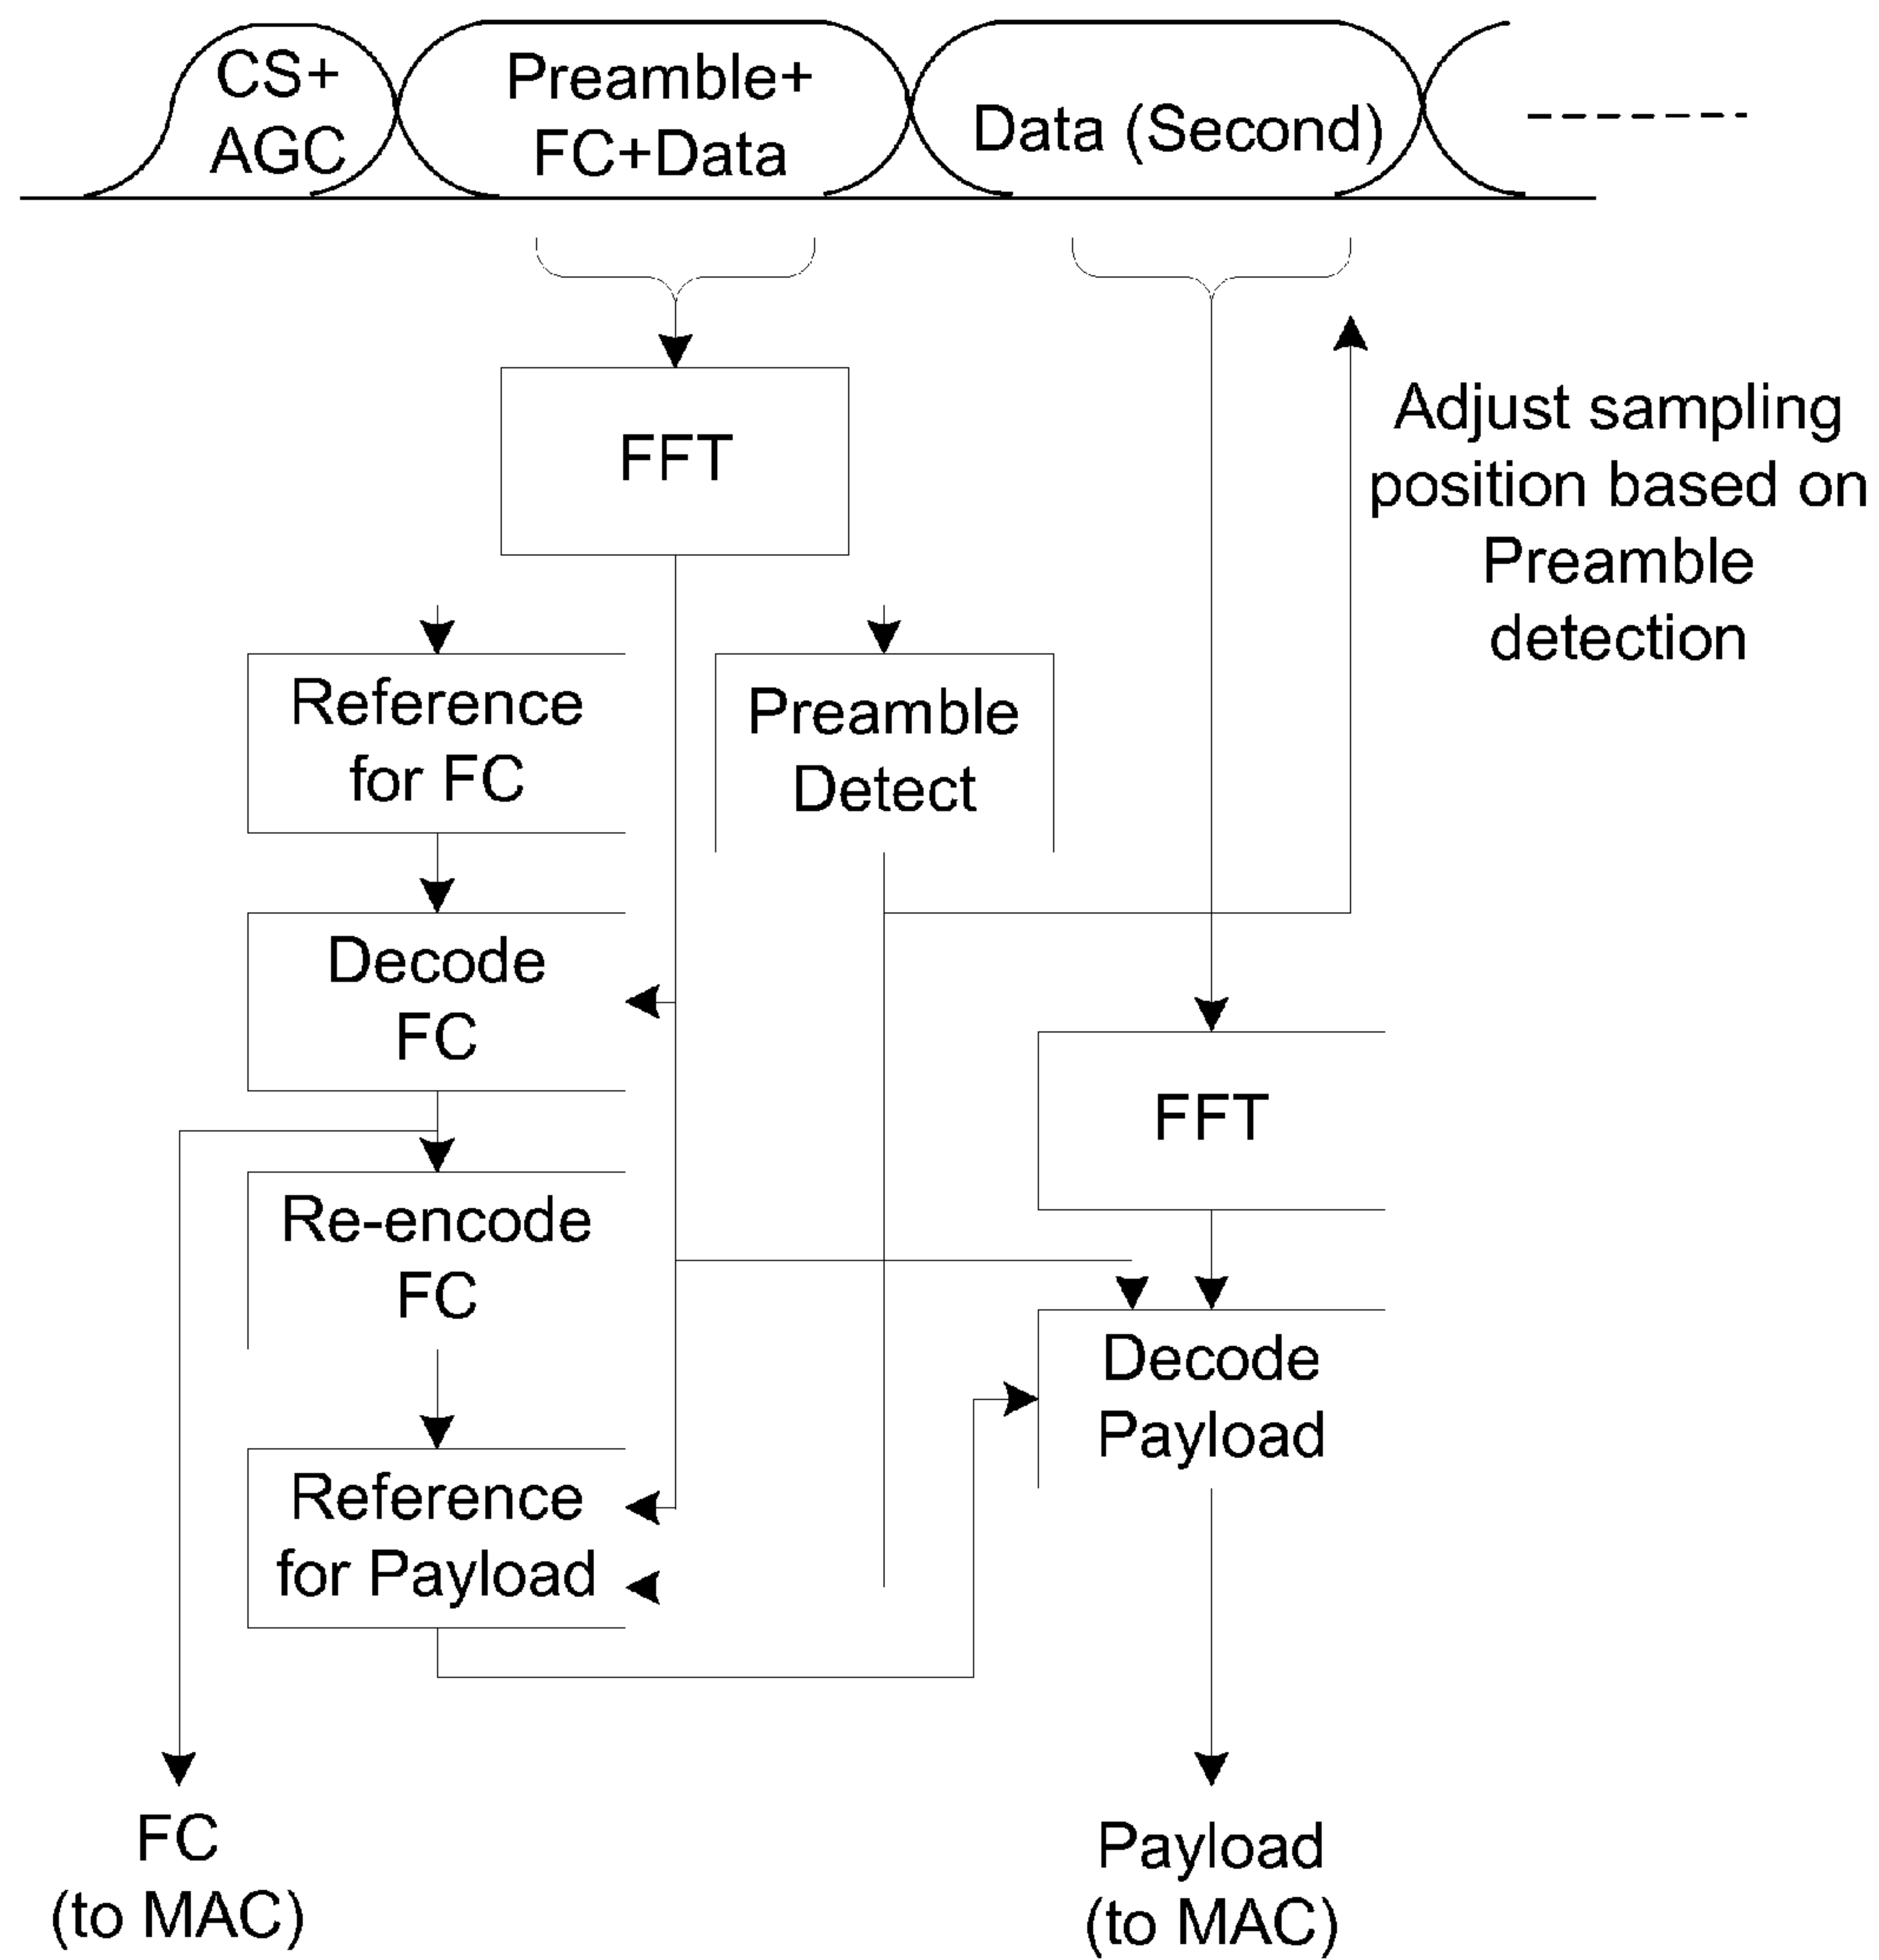 CS+
AGC
Preamble+
FC+Data
Data (Second)
FFT
Adjust sampling
position based on
Preamble
detection
Reference
for FC
Preamble
Detect
Decode
FC
FFT
Re-encode
FC
Decode
Payload
Reference
for Payload
FC
(to MAC)
Payload
(to MAC)